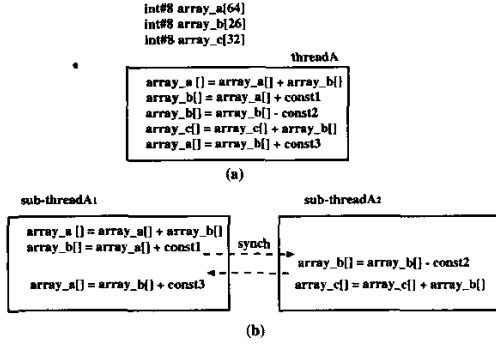 int#8 array_a[64]
int#8 array_b[26]
int#8 array_c[32]
threadA
array_a [] = array_a[] + array_b[]
array_b[] = array_a[] + const1
array_b[] = array_b[] - const2
array_c[] = array_c[] + array_b[]
array_a[] = array_b[] + const3
(a)
sub-threadA1
sub-threadA2
array_a [] = array_a[] + array_b[]
array_b[] = array_a[] + const1
synch
array_b[] = array_b[] - const2
array_a[] = array_b[] + const3
array_c[] = array_c[] + array_b[]
(b)